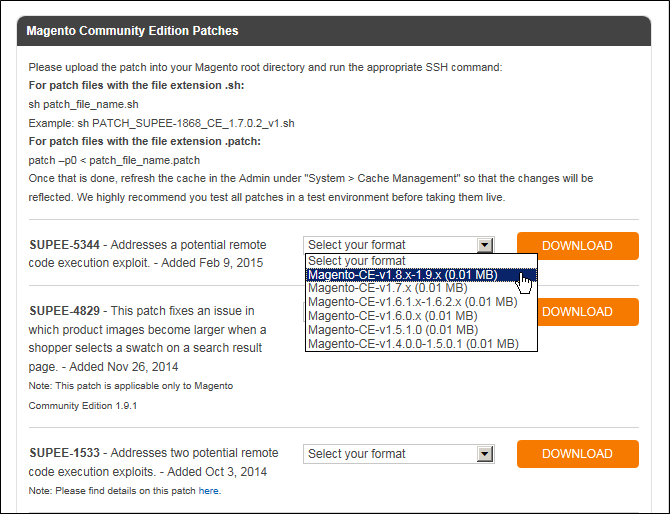 Magento Community Edition Patches
Please upload the patch into your Magento root directory and run the appropriate SSH command:
For patch files with the file extension .sh:
sh patch_file_name.sh
Example: sh PATCH_SUPEE-1868_CE_1.7.0.2_v1.sh
For patch files with the file extension .patch:
patch –p0 < patch_file_name.patch
Once that is done, refresh the cache in the Admin under "System > Cache Management" so that the changes will be
reflected. We highly recommend you test all patches in a test environment before taking them live.
SUPEE-5344 - Addresses a potential remote
code execution exploit. - Added Feb 9, 2015
Select your format
DOWNLOAD
Select your format
Magento-CE-v1.8.x-1.9.x (0.01 MB)
Magento-CE-v1.7.x (0.01 MB)
Magento-CE-v1.6.1.x-1.6.2.x (0.01 MB)
Magento-CE-v1.6.0.x (0.01 MB)
Magento-CE-v1.5.1.0 (0.01 MB)
Magento-CE-v1.4.0.0-1.5.0.1 (0.01 MB)
SUPEE-4829 - This patch fixes an issue in
which product images become larger when a
shopper selects a swatch on a search result
page. - Added Nov 26, 2014
Note: This patch is applicable only to Magento
Community Edition 1.9.1
DOWNLOAD
SUPEE-1533 - Addresses two potential remote
code execution exploits. - Added Oct 3, 2014
Note: Please find details on this patch here.
Select your format
DOWNLOAD